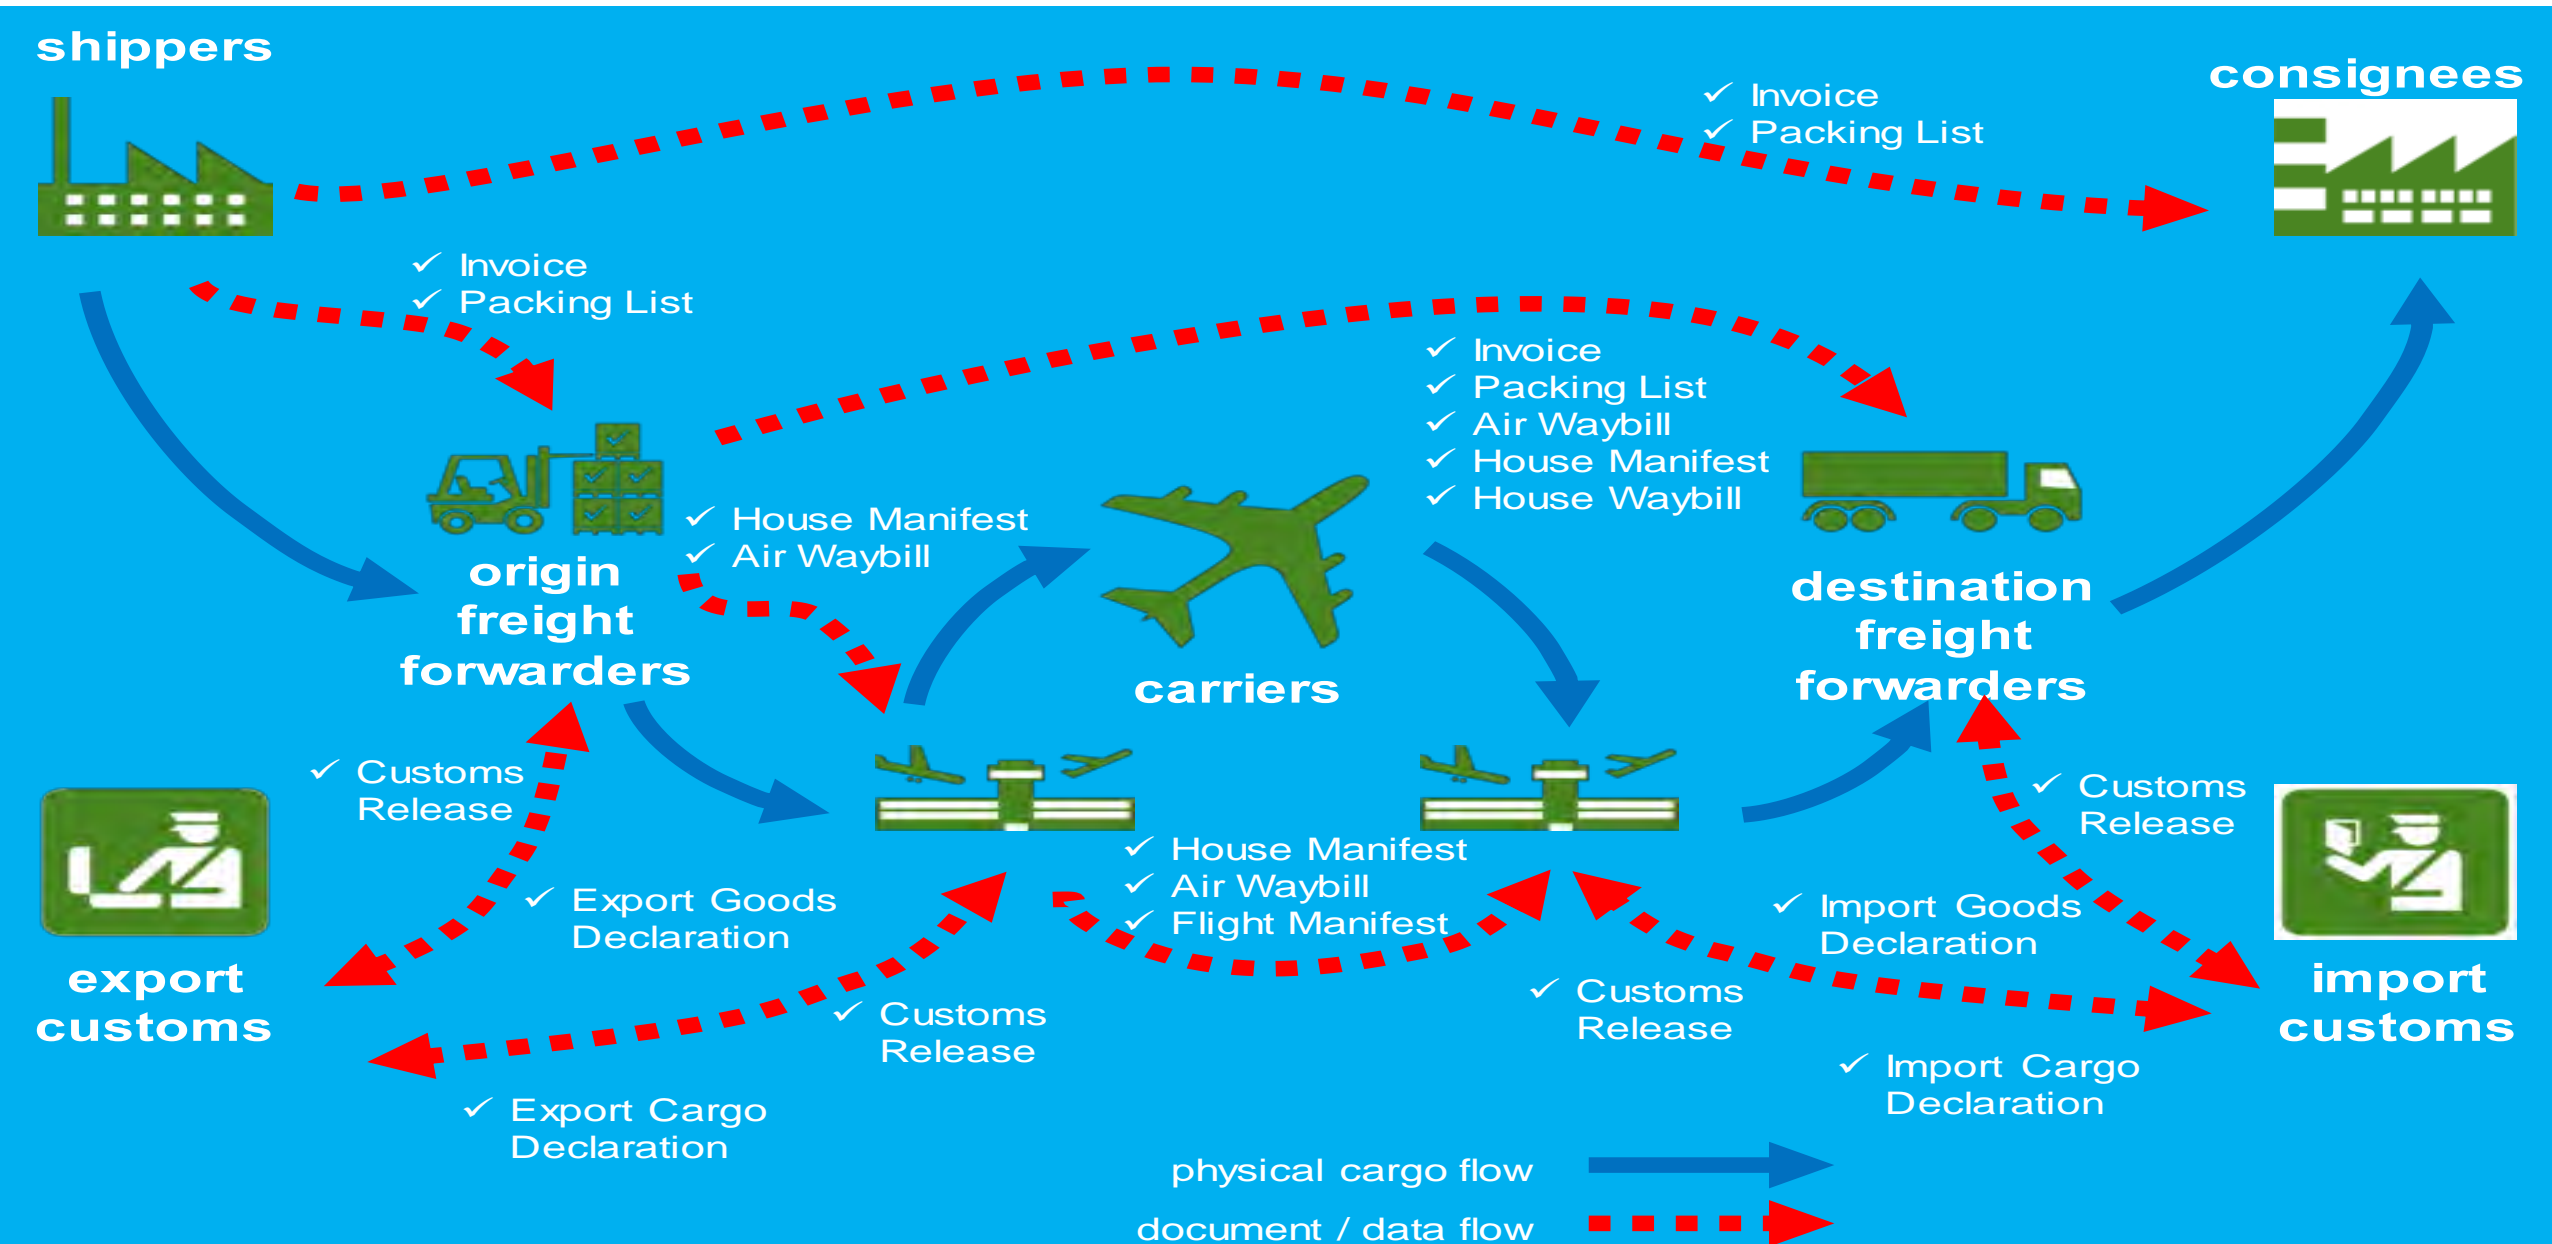 shippers
consignees
✓ Invoice
✓ Packing List
✓ Invoice
✓ Packing List
✓ Invoice
✓ Packing List
✓ Air Waybill
✓ House Manifest
✓ House Waybill
✓ House Manifest
✓ Air Waybill
origin
freight
forwarders
carriers
destination
freight
forwarders
✓ Customs
Release
✓ Customs
Release
✓ House Manifest
✓ Air Waybill
✓ Flight Manifest
✓ Export Goods
Declaration
✓ Import Goods
Declaration
export
customs
import
customs
✓ Customs
Release
✓ Customs
Release
✓ Export Cargo
Declaration
✓ Import Cargo
Declaration
physical cargo flow
document / data flow